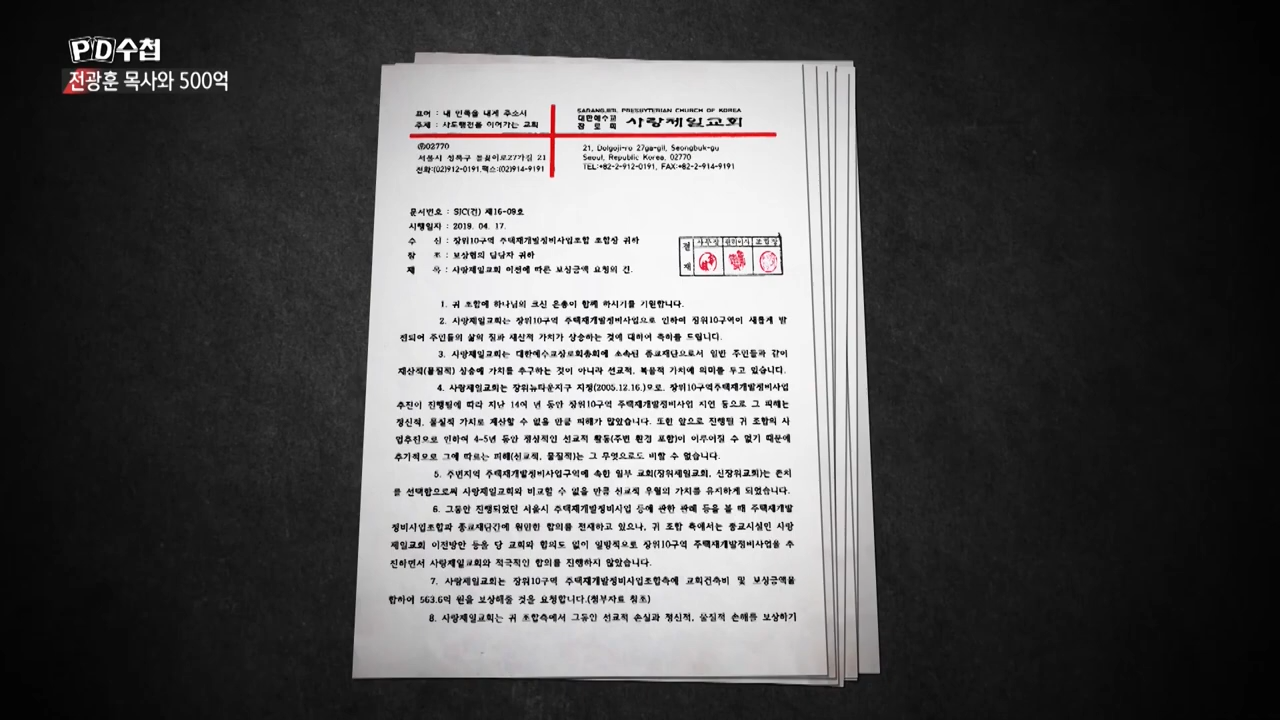 PD수첩
전광훈 목사와 500억
표어 : 내 민족을 내게 주소서
주제 : 사도행전을 이어가는 교회
SARANGJEIL PRESBYTERIAN CHURCH OF KOREA
대한예수교
장로회 사랑제일교회
㉾02770
서울시 성북구 돌곶이로27가길 21
전화:(02)912-0191,팩스:(02)914-9191
21, Dolgoji-ro 27ga-gil, Seongbuk-gu
Seoul, Republic Korea, 02770
TEL:+82-2-912-0191, FAX:+82-2-914-9191
문서번호 : SJC(건) 제16-09호
시행일자 : 2019. 04. 17.
수 신 : 장위10구역 주택재개발정비사업조합 조합장 귀하
참 조 : 보상협의 담당자 귀하
제 목 : 사랑제일교회 이전에 따른 보상금액 요청의 건.
결재 사무장
1. 귀 조합에 하나님의 크신 은총이 함께 하시기를 기원합니다.
2. 사랑제일교회는 장위10구역 주택재개발정비사업으로 인하여 장위10구역이 새롭게 발
전되어 주민들의 삶의 질과 재산적 가치가 상승하는 것에 대하여 축하를 드립니다.
3. 사랑제일교회는 대한예수교장로회총회에 소속된 종교재단으로서 일반 주민들과 같이
재산적(물질적) 상승에 가치를 추구하는 것이 아니라 선교적, 복음적 가치에 의미를 두고 있습니다.
4. 사랑제일교회는 장위뉴타운지구 지정(2005.12.16.)으로, 장위10구역주택재개발정비사업
추진이 진행됨에 따라 지난 14여 년 동안 장위10구역 주택재개발정비사업 지연 등으로 그 피해는
정신적, 물질적 가치로 계산할 수 없을 만큼 피해가 많았습니다. 또한 앞으로 진행될 귀 조합의 사
업추진으로 인하여 4~5년 동안 정상적인 선교적 활동(주변 환경 포함)이 이루어질 수 없기 때문에
추가적으로 그에 따르는 피해(선교적, 물질적)는 그 무엇으로도 비할 수 없습니다.
5. 주변지역 주택재개발정비사업구역에 속한 일부 교회(장위제일교회, 신장위교회)는 존치
를 선택함으로써 사랑제일교회와 비교할 수 없을 만큼 선교적 우월의 가치를 유지하게 되었습니다.
6. 그동안 진행되었던 서울시 주택재개발정비사업 등에 관한 판례 등을 볼 때 주택재개발
정비사업조합과 종교재단간에 원만한 합의를 전제하고 있으나, 귀 조합 측에서는 종교시설인 사랑
제일교회 이전방안 등을 당 교회와 합의도 없이 일방적으로 장위10구역 주택재개발정비사업을 추
진하면서 사랑제일교회와 적극적인 합의를 진행하지 않았습니다.
7. 사랑제일교회는 장위10구역 주택재개발정비사업조합측에 교회건축비 및 보상금액을
합하여 563.6억 원을 보상해줄 것을 요청합니다.(첨부자료 참조)
8. 사랑제일교회는 귀 조합측에서 그동안 선교적 손실과 정신적, 물질적 손해를 보상하기